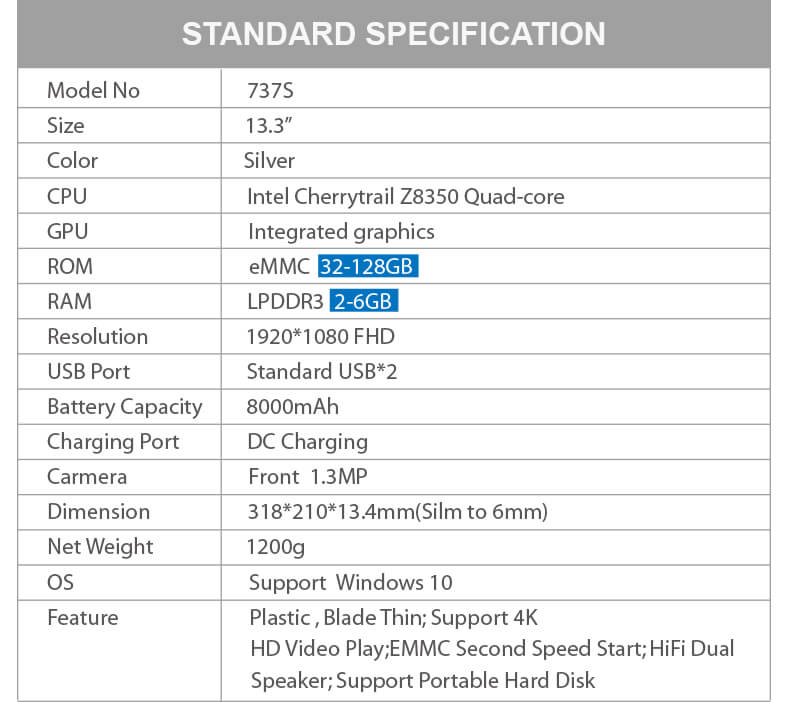 STANDARD SPECIFICATION
Model No 737S
Size 13.3”
Color Silver
CPU Intel Cherrytrail Z8350 Quad-core
GPU Integrated graphics
ROM eMMC 32-128GB
RAM LPDDR3 2-6GB
Resolution 1920*1080 FHD
USB Port Standard USB*2
Battery Capacity 8000mAh
Charging Port DC Charging
Carmera Front 1.3MP
Dimension 318*210*13.4mm(Silm to 6mm)
Net Weight 1200g
OS Support Windows 10
Feature Plastic , Blade Thin; Support 4K
HD Video Play;EMMC Second Speed Start; HiFi Dual
Speaker; Support Portable Hard Disk